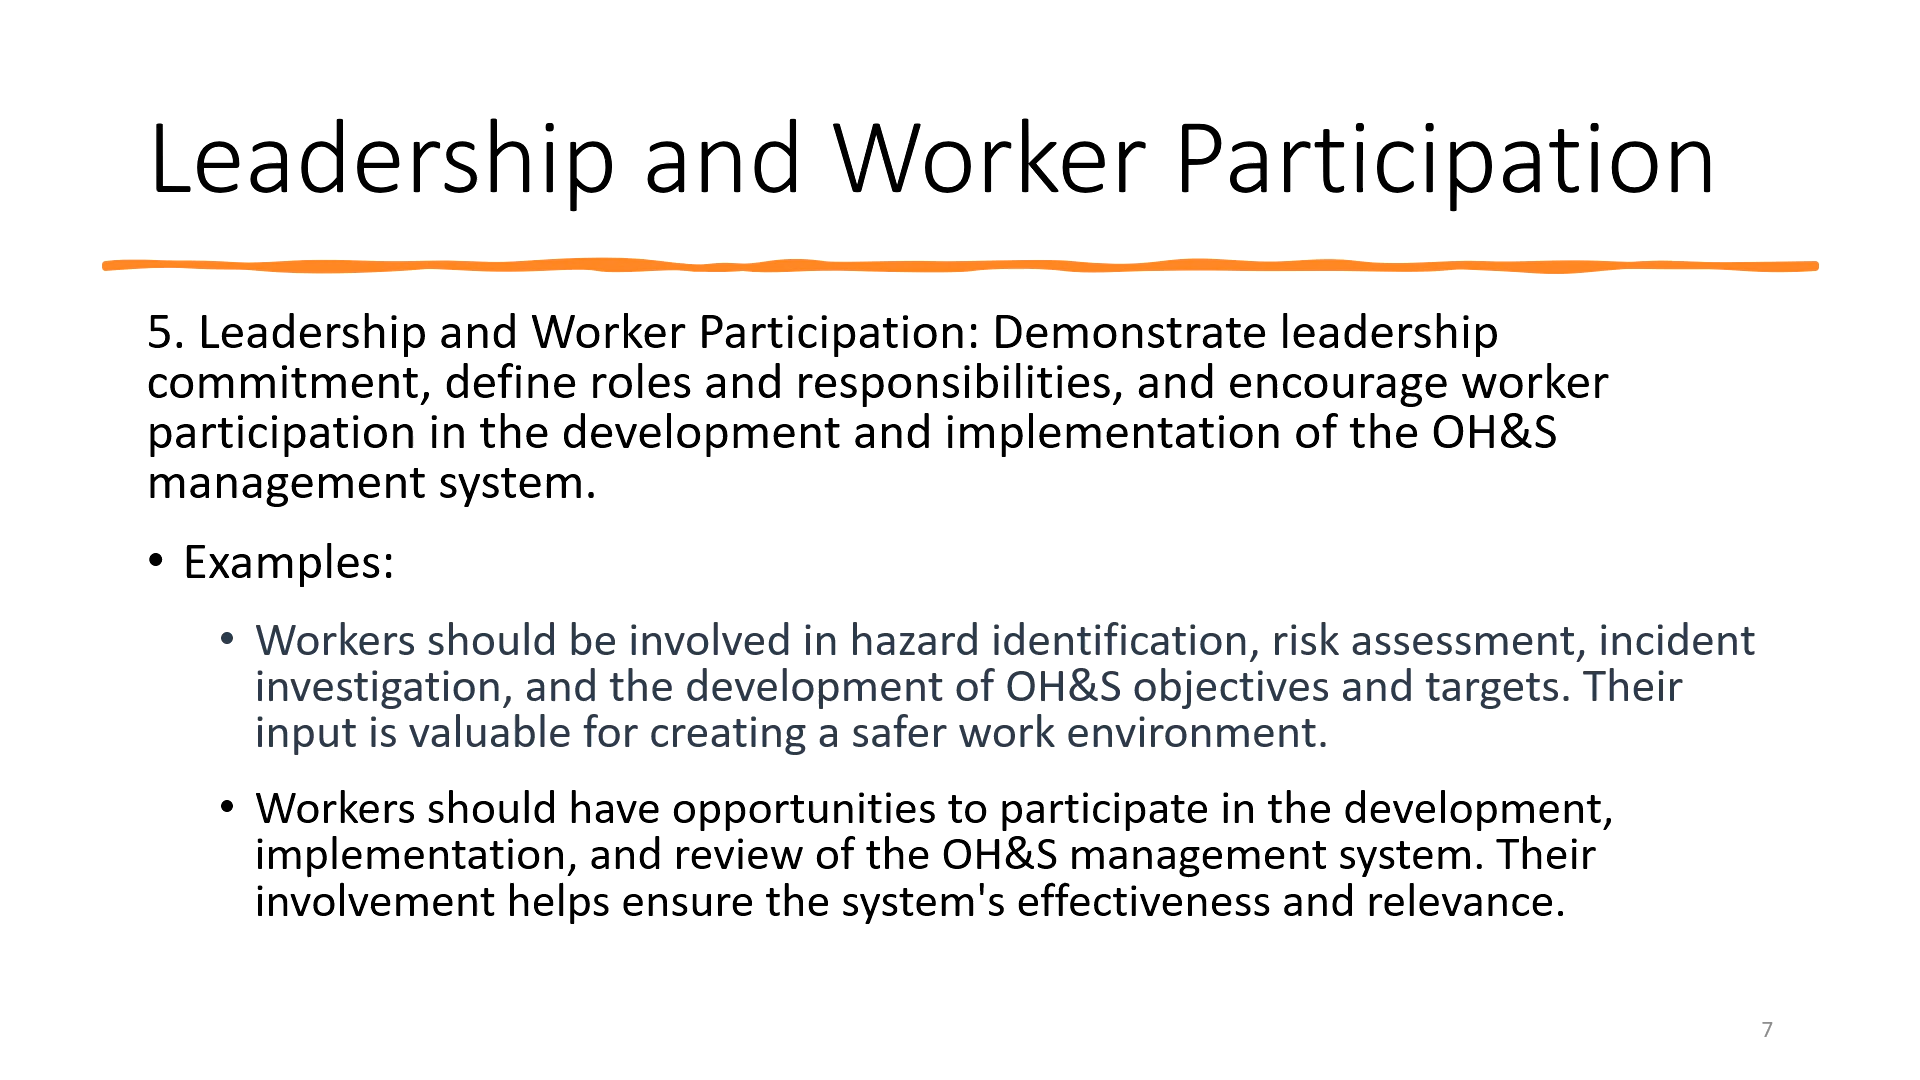 Leadership and Worker Participation
5. Leadership and Worker Participation: Demonstrate leadership
commitment, define roles and responsibilities, and encourage worker
participation in the development and implementation of the OH&S
management system.
• Examples:
• Workers should be involved in hazard identification, risk assessment, incident
investigation, and the development of OH&S objectives and targets. Their
input is valuable for creating a safer work environment.
• Workers should have opportunities to participate in the development,
implementation, and review of the OH&S management system. Their
involvement helps ensure the system's effectiveness and relevance.
7